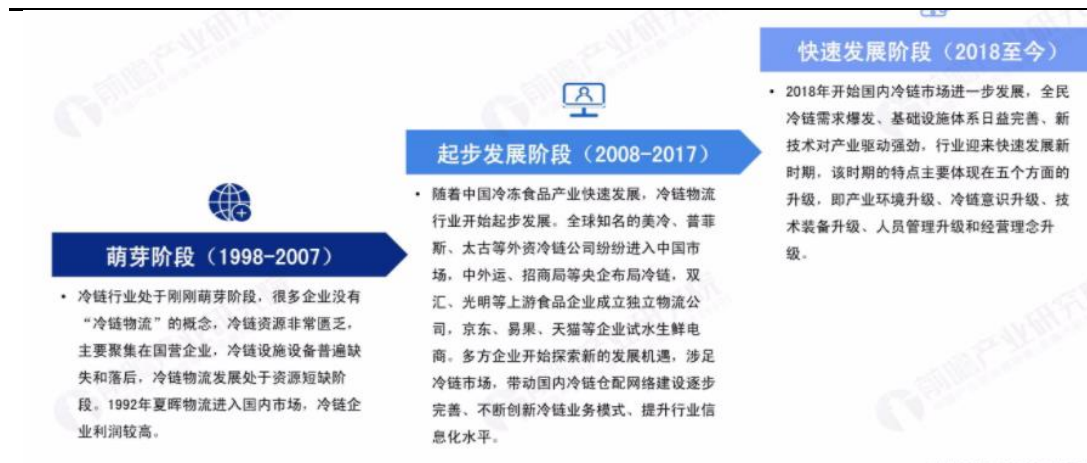 萌芽阶段（1998-2007）
• 冷链行业处于刚刚萌芽阶段，很多企业没有
“冷链物流”的概念，冷链资源非常匮乏，
主要聚集在国营企业，冷链设施设备普遍缺
失和落后，冷链物流发展处于资源短缺阶
段。1992年夏晖物流进入国内市场，冷链企
业利润较高。
起步发展阶段（2008-2017）
• 随着中国冷冻食品产业快速发展，冷链物流
行业开始起步发展。全球知名的美冷、普菲
斯、太古等外资冷链公司纷纷进入中国市
场，中外运、招商局等央企布局冷链，双
汇、光明等上游食品企业成立独立物流公
司，京东、易果、天猫等企业试水生鲜电
商。多方企业开始探索新的发展机遇，涉足
冷链市场，带动国内冷链仓配网络建设逐步
完善、不断创新冷链业务模式、提升行业信
息化水平。
快速发展阶段（2018至今）
• 2018年开始国内冷链市场进一步发展，全民
冷链需求爆发、基础设施体系日益完善、新
技术对产业驱动强劲，行业迎来快速发展新
时期，该时期的特点主要体现在五个方面的
升级，即产业环境升级、冷链意识升级、技
术装备升级、人员管理升级和经营理念升
级。
前瞻产业研究院